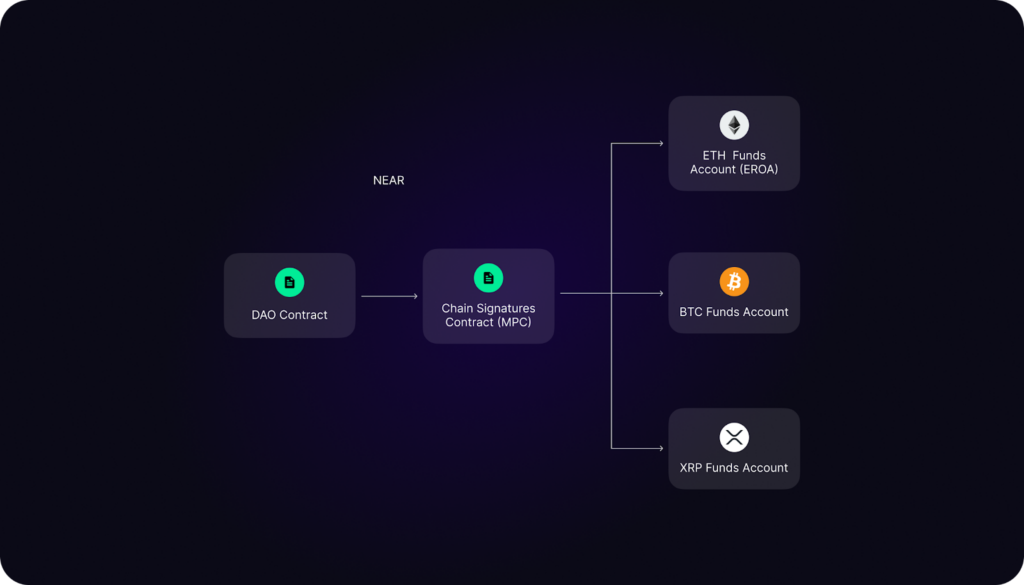 NEAR
DAO Contract
Chain Signatures
Contract (MPC)
ETH Funds
Account (EROA)
BTC Funds Account
XRP Funds Account